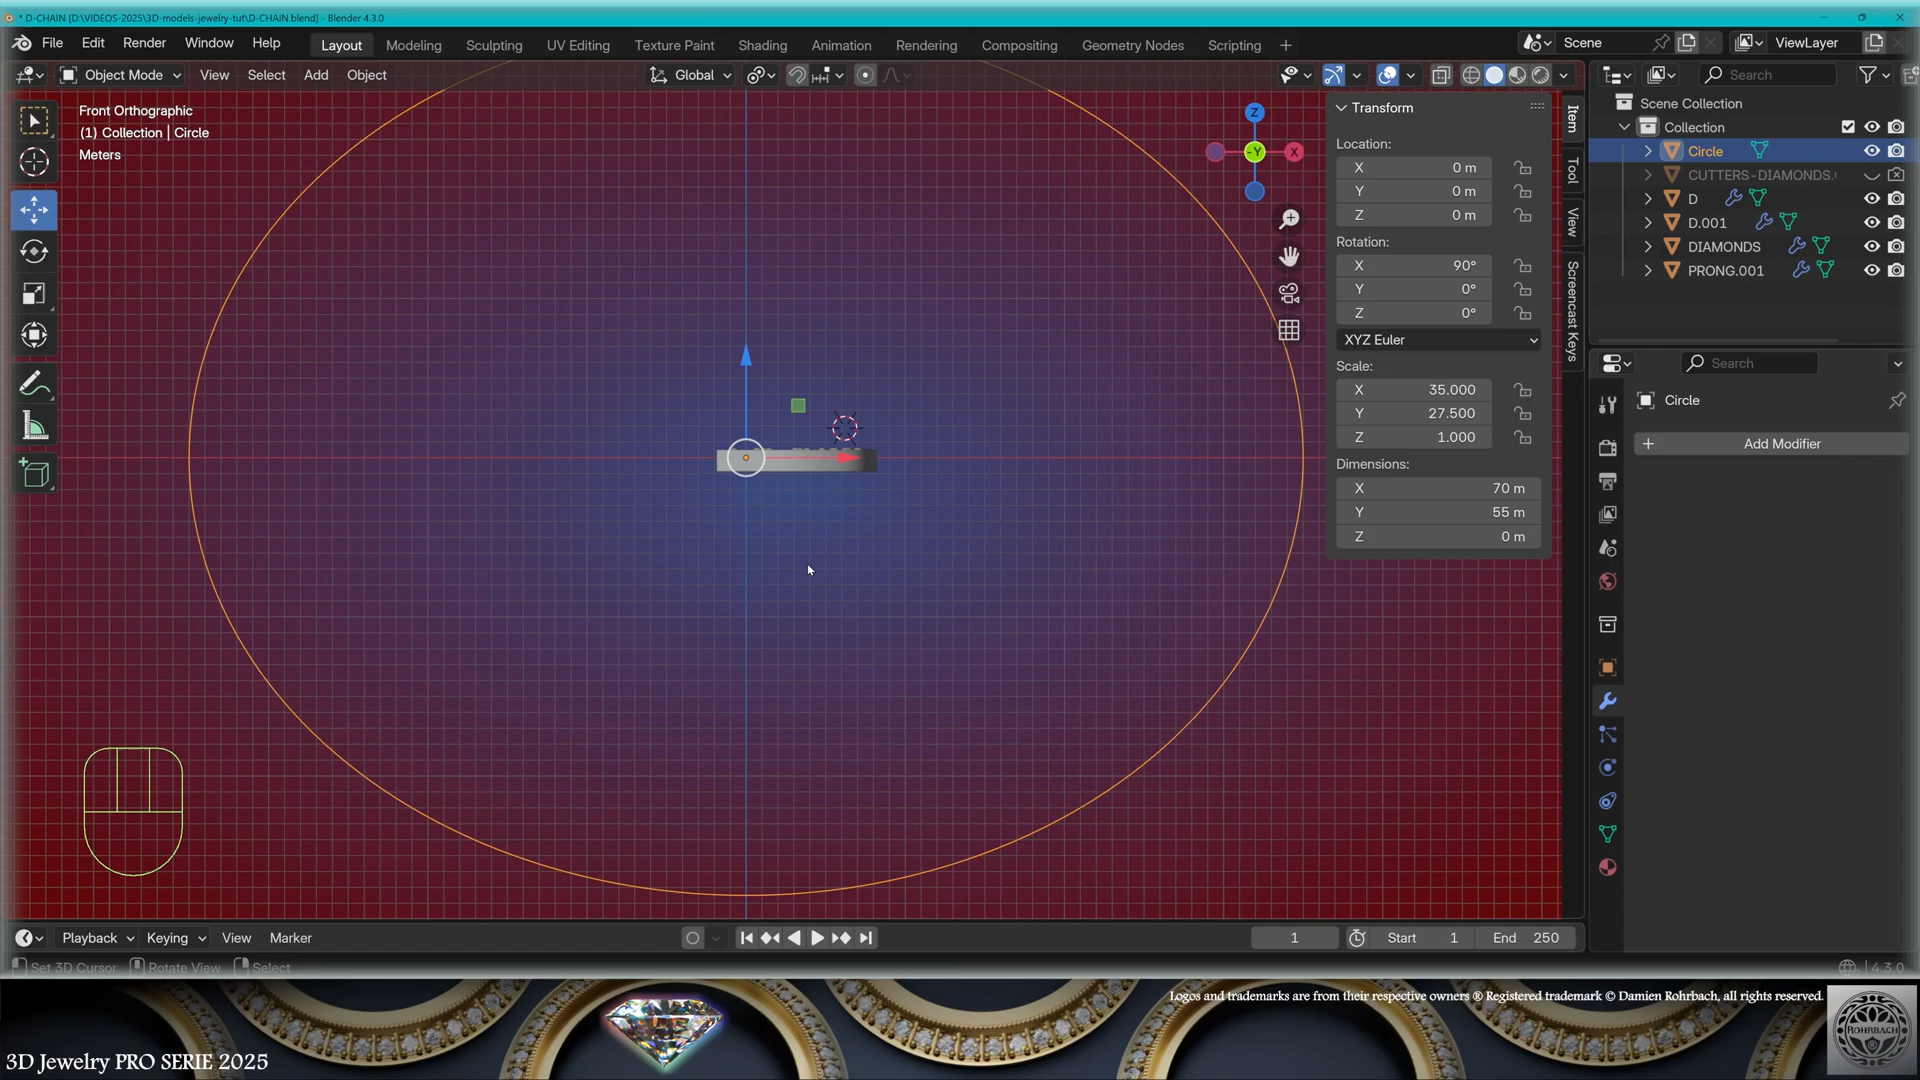 * D-CHAIN [D:\VIDEOS-2025\3D-models-jewelry-tut\D-CHAIN.blend] - Blender 4.3.0
File Edit Render Window Help
Layout Modeling Sculpting UV Editing Texture Paint Shading Animation Rendering Compositing Geometry Nodes Scripting +
Scene
ViewLayer
Object Mode View Select Add Object
Global
Search
Front Orthographic
(1) Collection | Circle
Meters
Z
-Y
X
Transform
Location:
X 0 m
Y 0 m
Z 0 m
Rotation:
X 90°
Y 0°
Z 0°
XYZ Euler
Scale:
X 35.000
Y 27.500
Z 1.000
Dimensions:
X 70 m
Y 55 m
Z 0 m
Item
Tool
View
Screencast Keys
Scene Collection
Collection
Circle
CUTTERS-DIAMONDS.
D
D.001
DIAMONDS
PRONG.001
Search
Circle
+ Add Modifier
Playback Keying View Marker
1
Start 1
End 250
Set 3D Cursor Rotate View Select
4.3.0
Logos and trademarks are from their respective owners ® Registered trademark © Damien Rohrbach, all rights reserved.
ROHRBACH
3D Jewelry PRO SERIE 2025